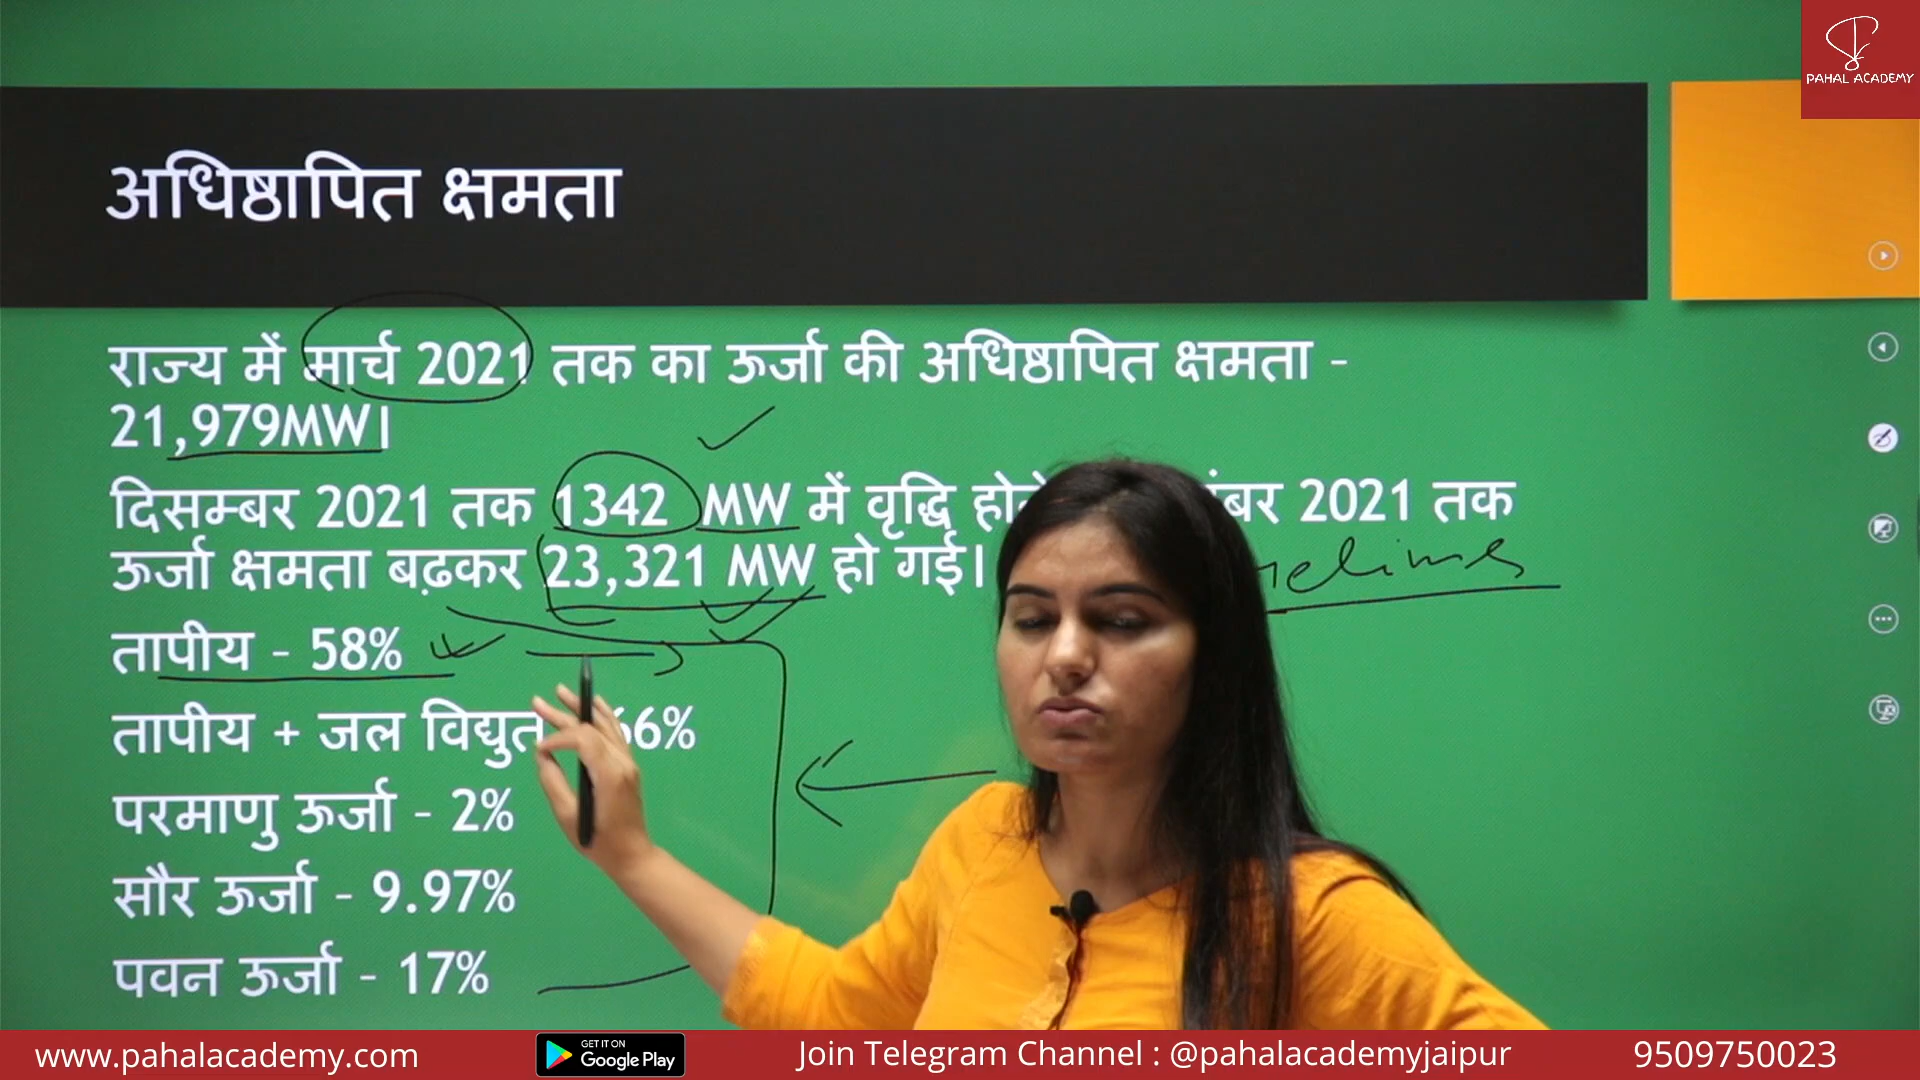 PAHAL ACADEMY
अधिष्ठापित क्षमता
राज्य में मार्च 2021 तक का ऊर्जा की अधिष्ठापित क्षमता -
21,979MW।
दिसम्बर 2021 तक 1342 MW में वृद्धि 2021 तक
ऊर्जा क्षमता बढ़कर 23,321 MW हो गई।
तापीय - 58%
तापीय + जल विद्युत 66%
परमाणु ऊर्जा - 2%
सौर ऊर्जा - 9.97%
पवन ऊर्जा - 17%
www.pahalacademy.com
GET IT ON
Google Play
Join Telegram Channel : @pahalacademyjaipur
9509750023